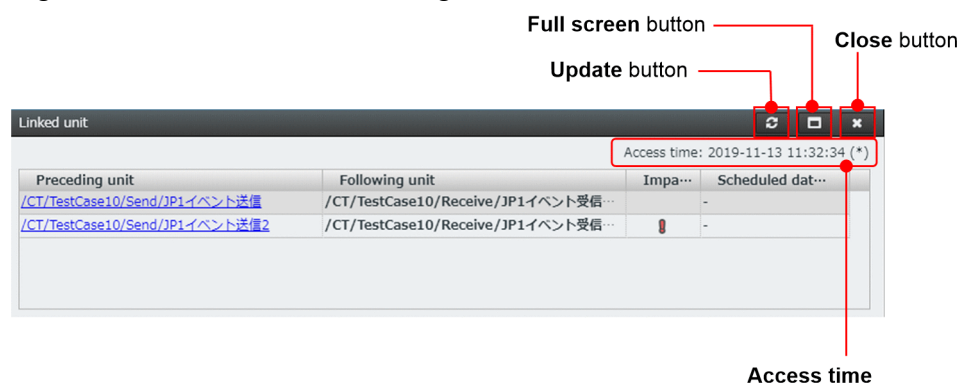 Full screen button
Close button
Update button
Linked unit
Access time: 2019-11-13 11:32:34 (*)
Preceding unit Following unit Impa⋯ Scheduled dat⋯
/CT/TestCase10/Send/JP1イベント送信 /CT/TestCase10/Receive/JP1イベント受信⋯ -
/CT/TestCase10/Send/JP1イベント送信2 /CT/TestCase10/Receive/JP1イベント受信⋯ -
Access time